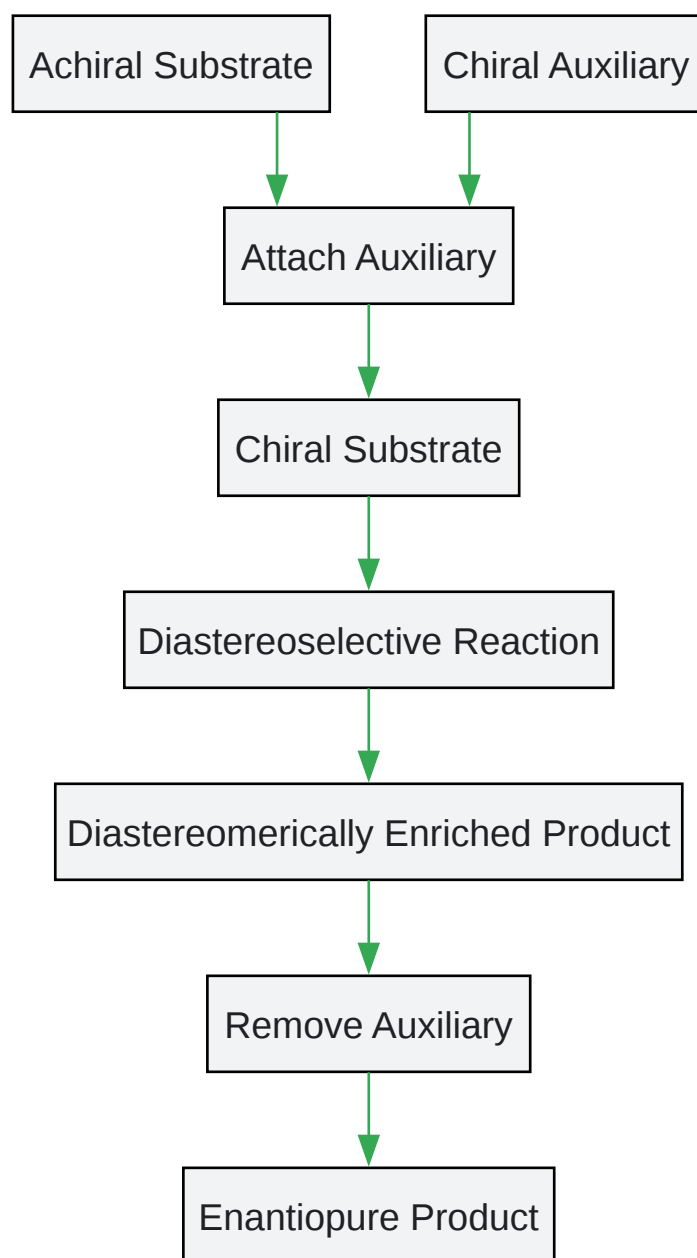 Achiral Substrate
Chiral Auxiliary
Attach Auxiliary
Chiral Substrate
Diastereoselective Reaction
Diastereomerically Enriched Product
Remove Auxiliary
Enantiopure Product